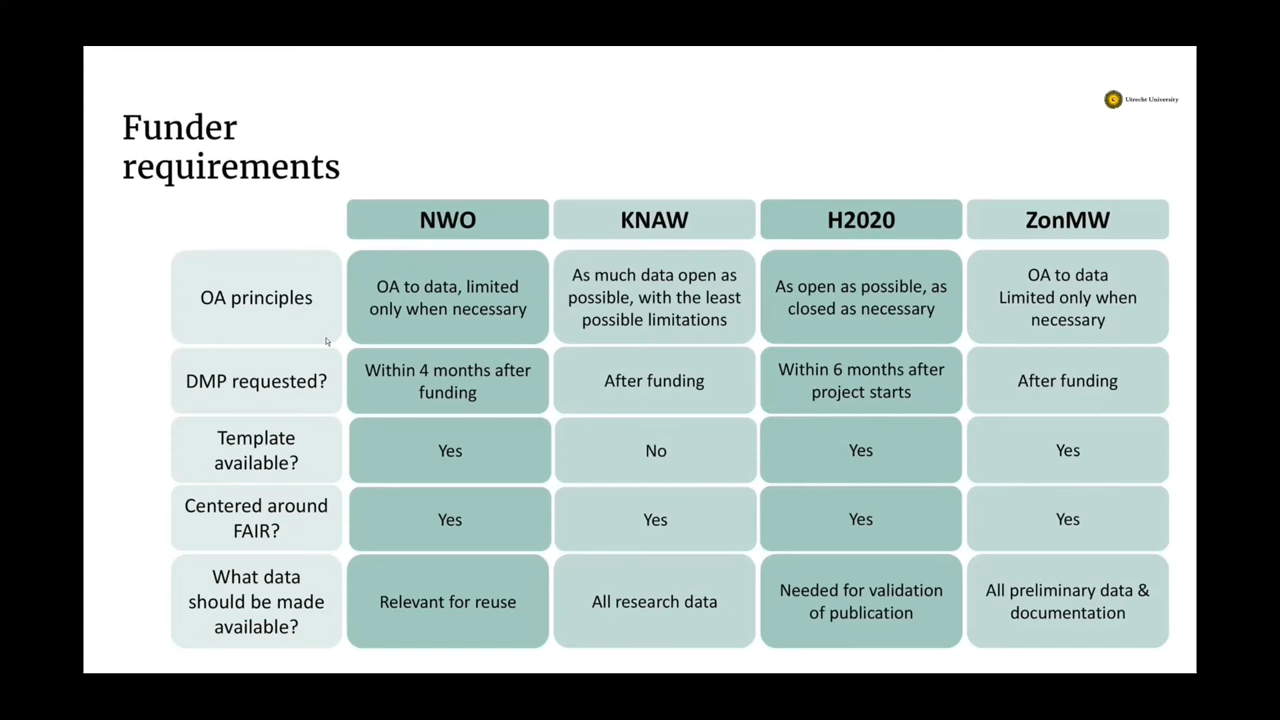 Utrecht University
Funder
requirements
NWO
KNAW
H2020
ZonMW
OA principles
OA to data, limited
only when necessary
As much data open as
possible, with the least
possible limitations
As open as possible, as
closed as necessary
OA to data
Limited only when
necessary
DMP requested?
Within 4 months after
funding
After funding
Within 6 months after
project starts
After funding
Template
available?
Yes
No
Yes
Yes
Centered around
FAIR?
Yes
Yes
Yes
Yes
What data
should be made
available?
Relevant for reuse
All research data
Needed for validation
of publication
All preliminary data &
documentation